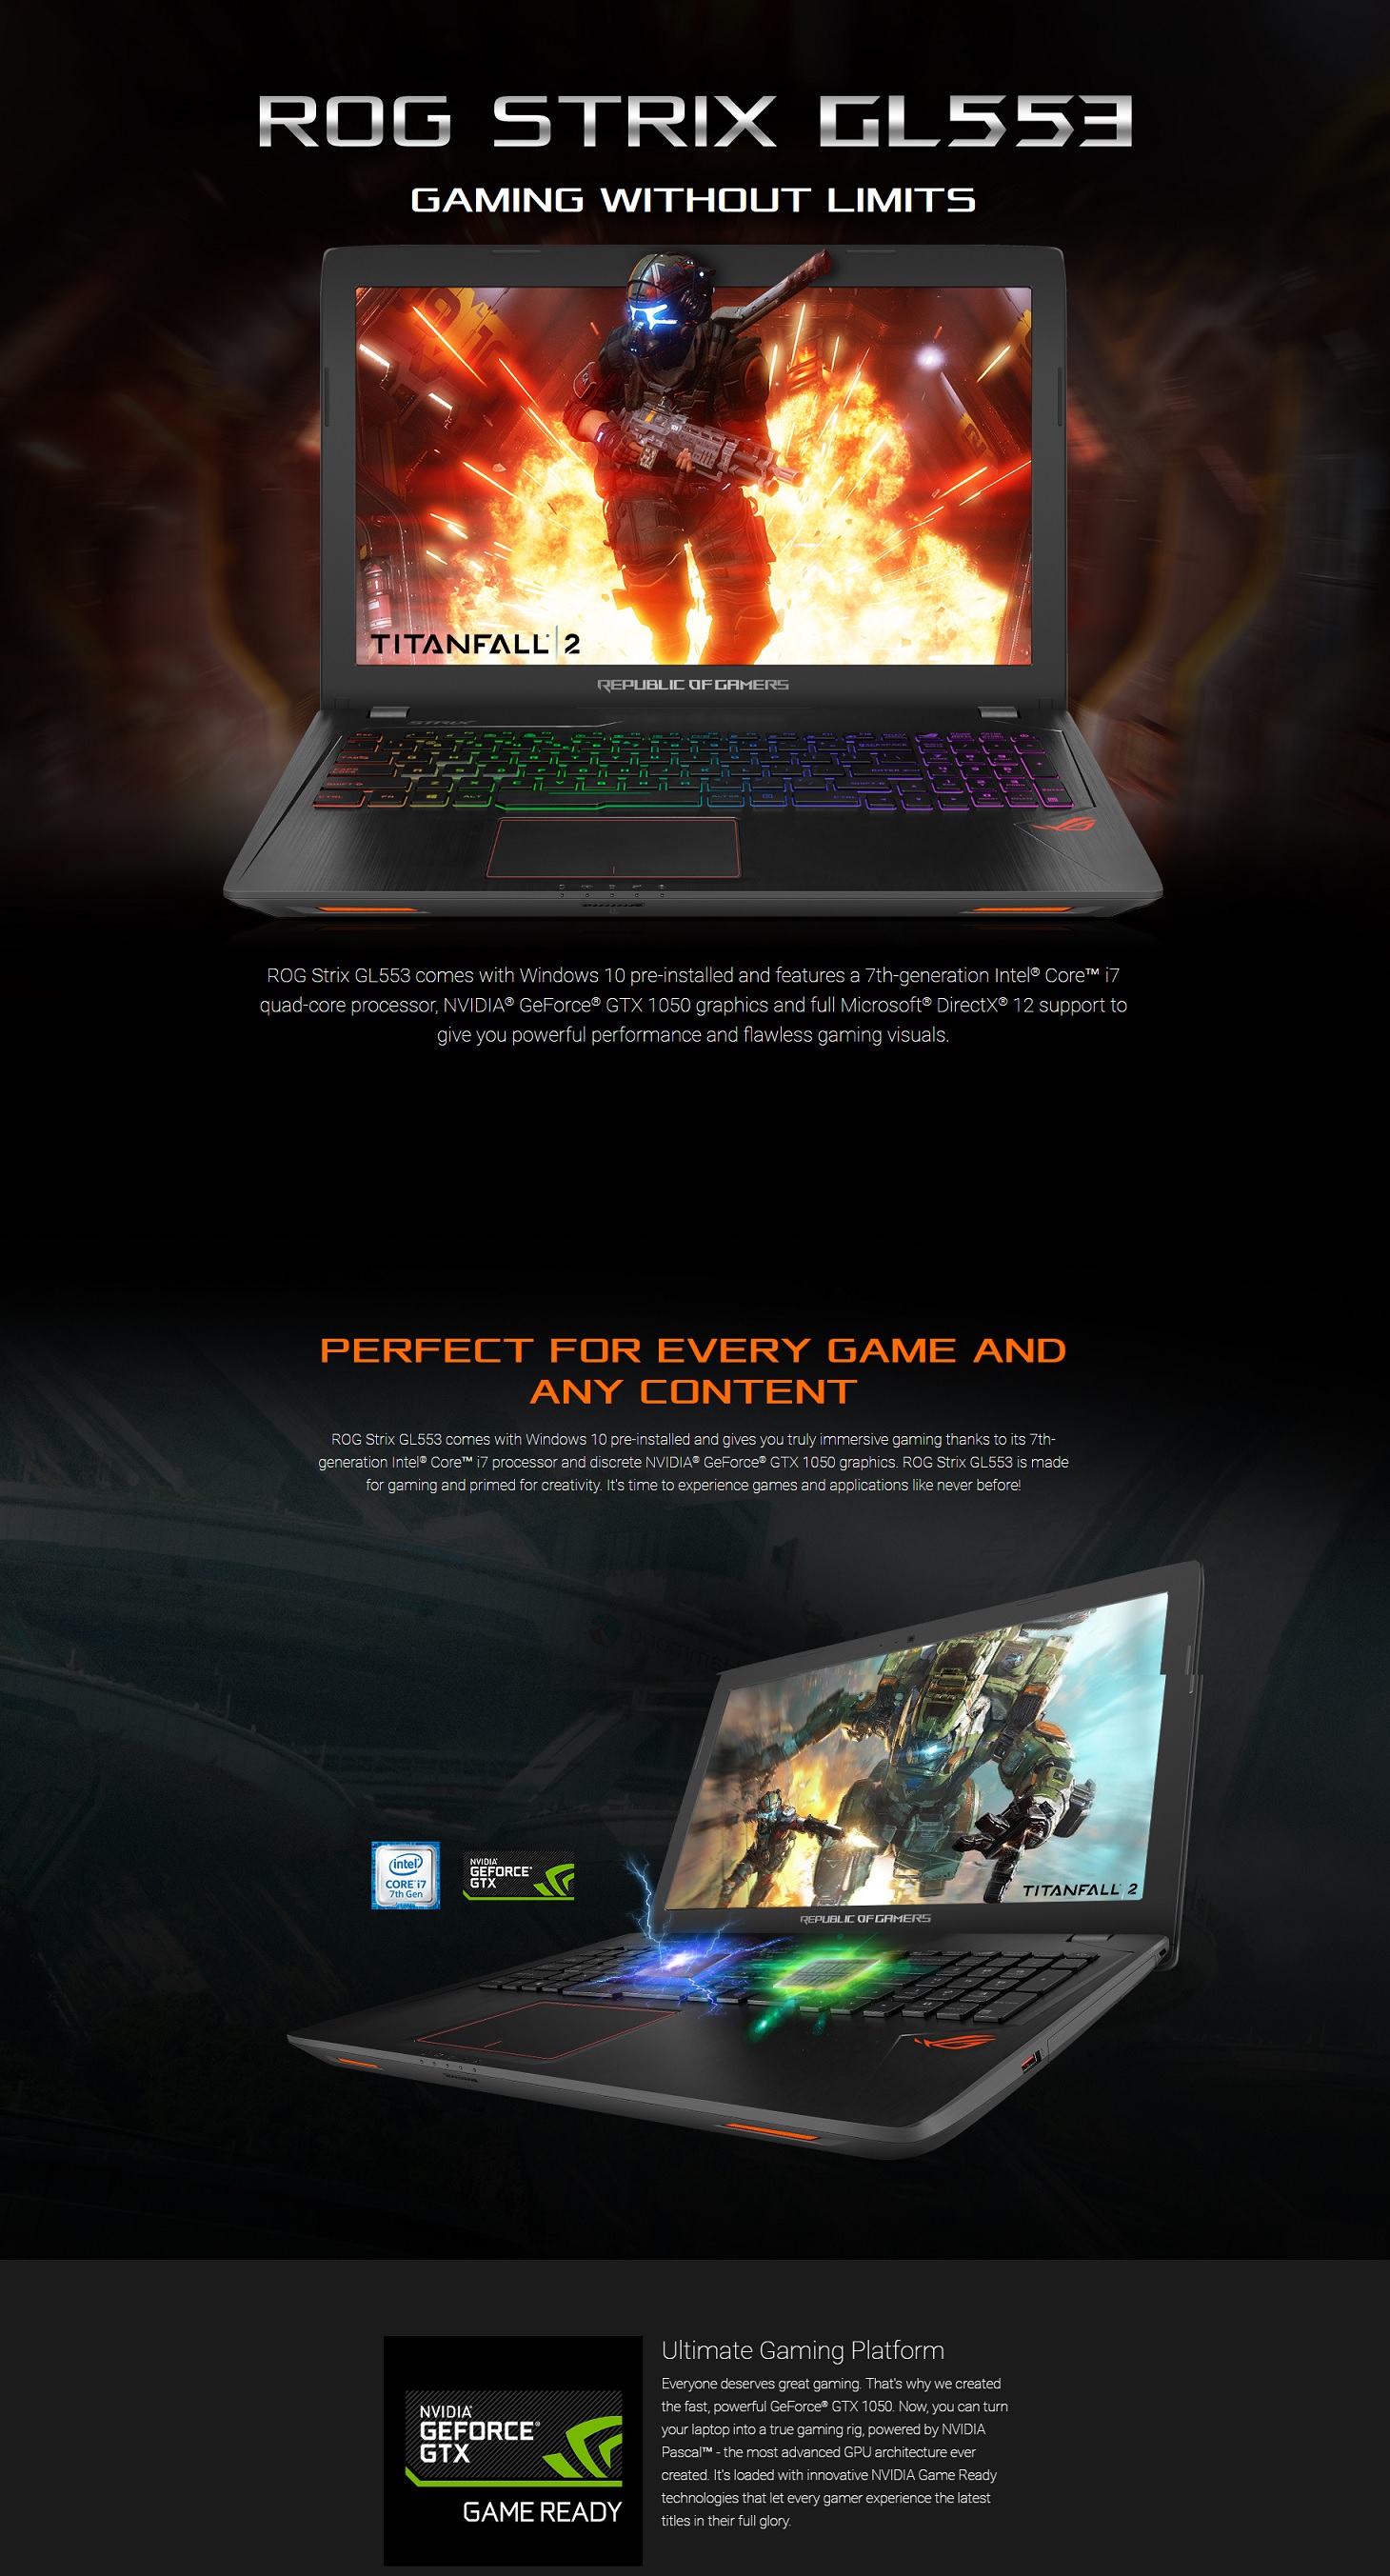 ROG STRIX GL553
GAMING WITHOUT LIMITS
TITANFALL 2
REPUBLIC OF GAMERS
STRIX
ROG Strix GL553 comes with Windows 10 pre-installed and features a 7th-generation Intel® Core™ i7
quad-core processor, NVIDIA® GeForce® GTX 1050 graphics and full Microsoft® DirectX® 12 support to
give you powerful performance and flawless gaming visuals.
PERFECT FOR EVERY GAME AND
ANY CONTENT
ROG Strix GL553 comes with Windows 10 pre-installed and gives you truly immersive gaming thanks to its 7th-
generation Intel® Core™ i7 processor and discrete NVIDIA® GeForce® GTX 1050 graphics. ROG Strix GL553 is made
for gaming and primed for creativity. It's time to experience games and applications like never before!
intel
CORE i7
7th Gen
NVIDIA
GEFORCE®
GTX
TITANFALL 2
REPUBLIC OF GAMERS
NVIDIA
GEFORCE®
GTX
GAME READY
Ultimate Gaming Platform
Everyone deserves great gaming. That's why we created
the fast, powerful GeForce® GTX 1050. Now, you can turn
your laptop into a true gaming rig, powered by NVIDIA
Pascal™ - the most advanced GPU architecture ever
created. It's loaded with innovative NVIDIA Game Ready
technologies that let every gamer experience the latest
titles in their full glory.